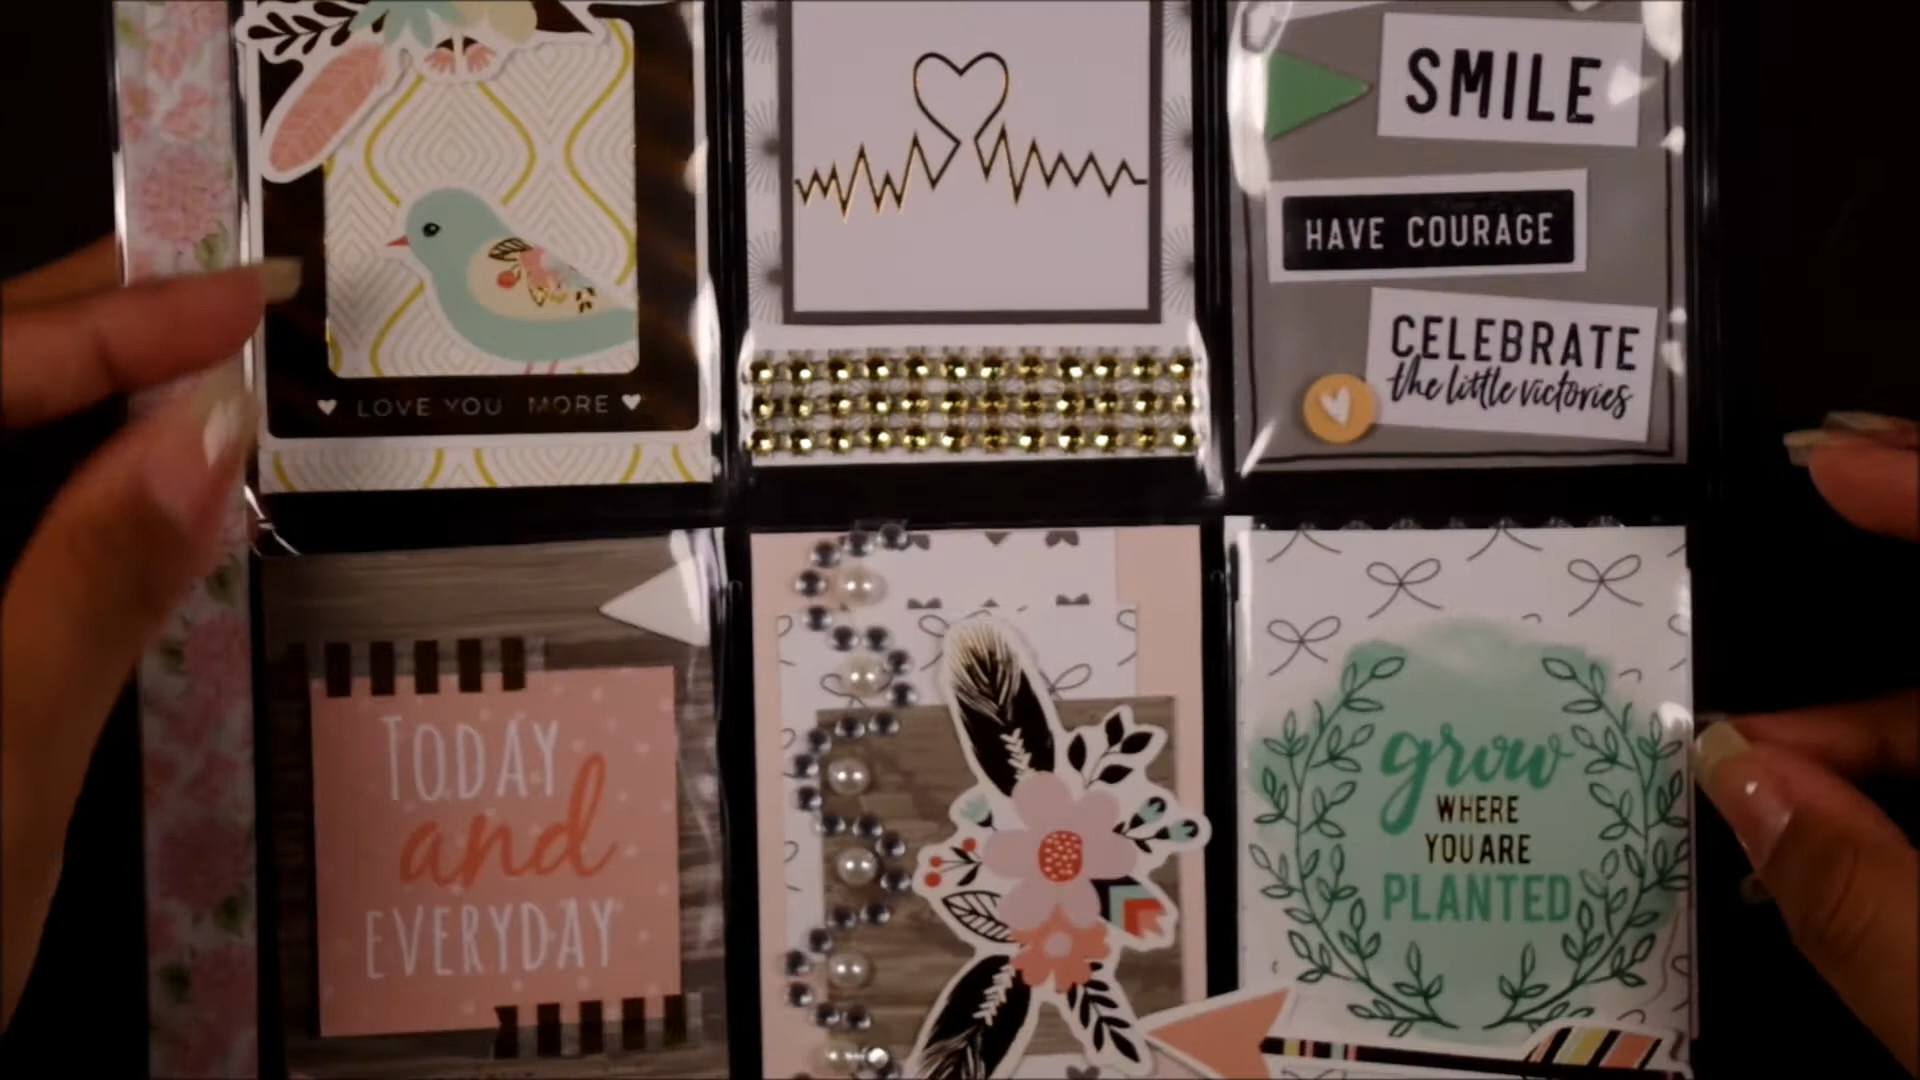 LOVE YOU MORE
SMILE
HAVE COURAGE
CELEBRATE
the little victories
TODAY
and
EVERYDAY
grow
WHERE
YOU ARE
PLANTED